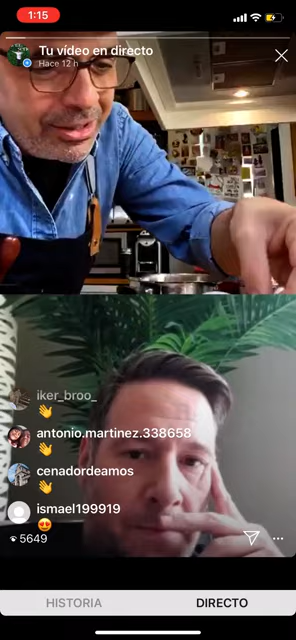 1:15
Tu vídeo en directo
Hace 12 h
iker_broo_
antonio.martinez.338658
cenadordeamos
ismael199919
5649
HISTORIA
DIRECTO